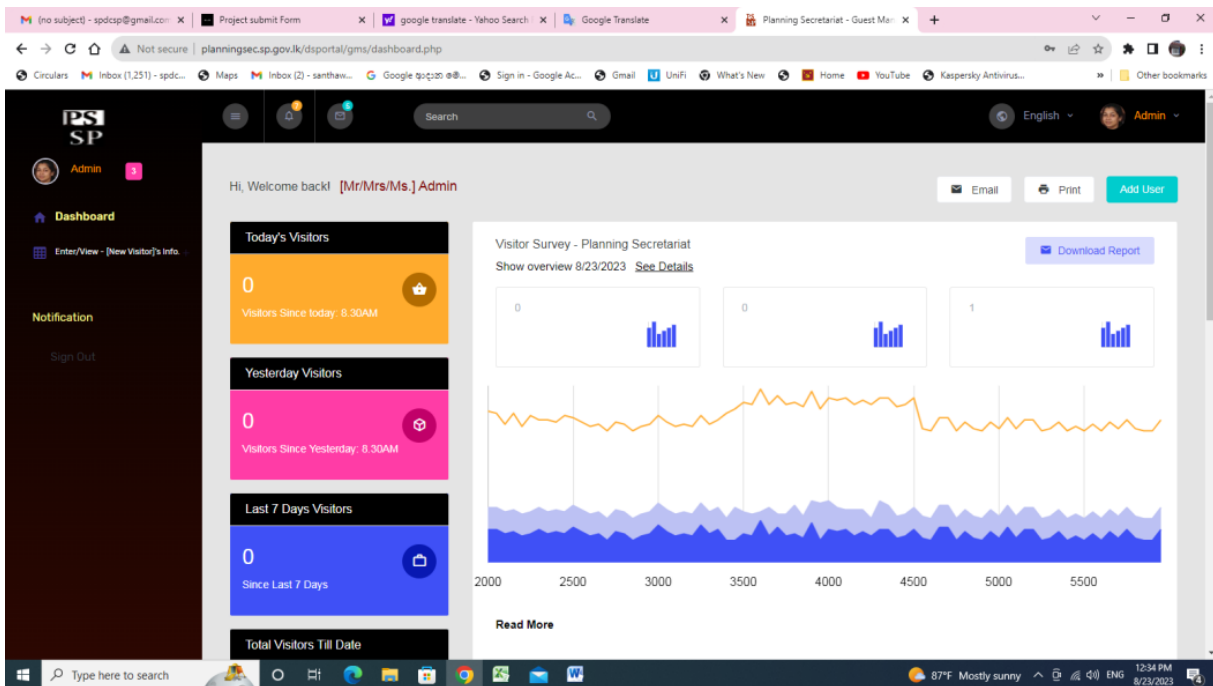 (no subject) - spdcsp@gmail.com
Project submit Form
google translate - Yahoo Search
Google Translate
Planning Secretariat - Guest Man
Not secure planningsec.sp.gov.lk/dsportal/gms/dashboard.php
Circulars
Inbox (1,251) - spdc...
Maps
Inbox (2) - santhaw...
Sign in - Google Ac...
Gmail
UniFi
What's New
Home
YouTube
Kaspersky Antivirus...
»
Other bookmarks
PS
SP
7
5
Search
English
Admin
Admin
3
Dashboard
Enter/View - [New Visitor]'s Info.
Notification
Sign Out
Hi, Welcome back! [Mr/Mrs/Ms.] Admin
Email
Print
Add User
Today's Visitors
0
Visitors Since today: 8.30AM
Yesterday Visitors
0
Visitors Since Yesterday: 8.30AM
Last 7 Days Visitors
0
Since Last 7 Days
Total Visitors Till Date
Visitor Survey - Planning Secretariat
Show overview 8/23/2023 See Details
Download Report
0
0
1
2000 2500 3000 3500 4000 4500 5000 5500
Read More
Type here to search
87°F Mostly sunny
ENG
12:34 PM
8/23/2023